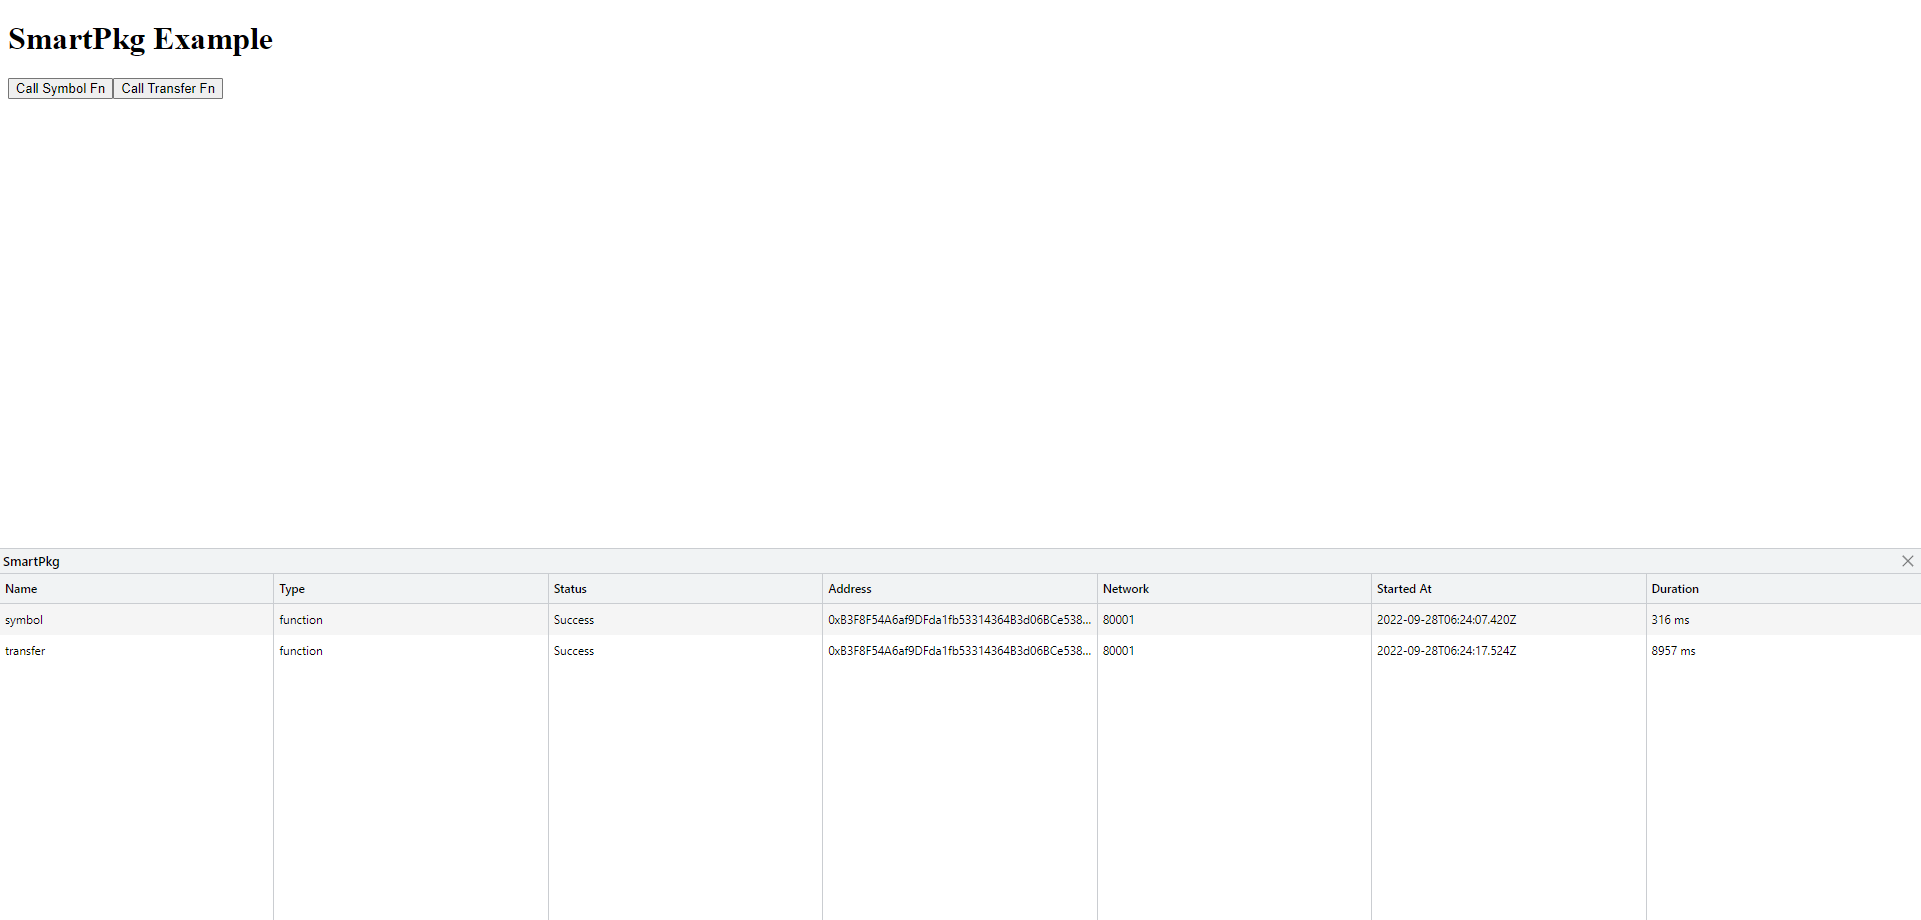 SmartPkg Example
Call Symbol Fn Call Transfer Fn
SmartPkg
Name Type Status Address Network Started At Duration
symbol function Success 0xB3F8F54A6af9DFda1fb53314364B3d06BCe538... 80001 2022-09-28T06:24:07.420Z 316 ms
transfer function Success 0xB3F8F54A6af9DFda1fb53314364B3d06BCe538... 80001 2022-09-28T06:24:17.524Z 8957 ms